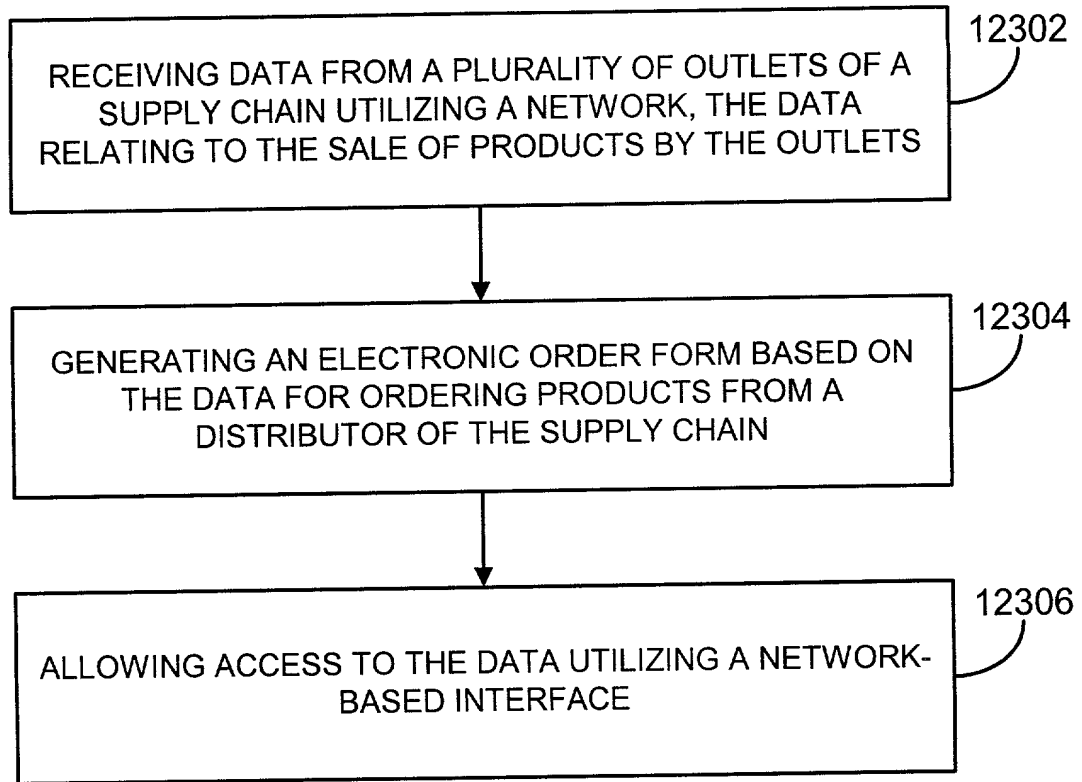 12302
RECEIVING DATA FROM A PLURALITY OF OUTLETS OF A
SUPPLY CHAIN UTILIZING A NETWORK, THE DATA
RELATING TO THE SALE OF PRODUCTS BY THE OUTLETS
12304
GENERATING AN ELECTRONIC ORDER FORM BASED ON
THE DATA FOR ORDERING PRODUCTS FROM A
DISTRIBUTOR OF THE SUPPLY CHAIN
12306
ALLOWING ACCESS TO THE DATA UTILIZING A NETWORK-
BASED INTERFACE